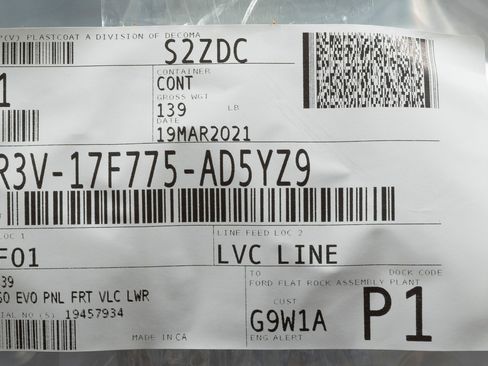 (V) PLASTCOAT A DIVISION OF DECOMA
S2ZDC
1
CONTAINER
CONT
GROSS WGT
139 LB
DATE
19MAR2021
R3V-17F775-AD5YZ9
LOC 1
F01
LINE FEED LOC 2
LVC LINE
39
GO EVO PNL FRT VLC LWR
IAL NO (S) 19457934
MADE IN CA
TO
DOCK CODE
FORD FLAT ROCK ASSEMBLY PLANT
CUST
G9W1A
P1
ENG ALERT